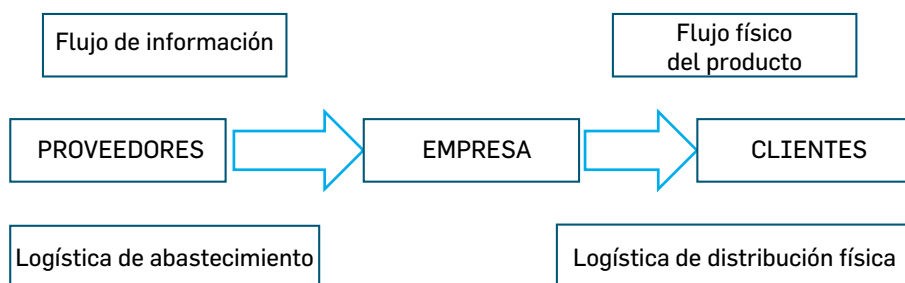 Flujo de información
Flujo físico
del producto
PROVEEDORES
EMPRESA
CLIENTES
Logística de abastecimiento
Logística de distribución física